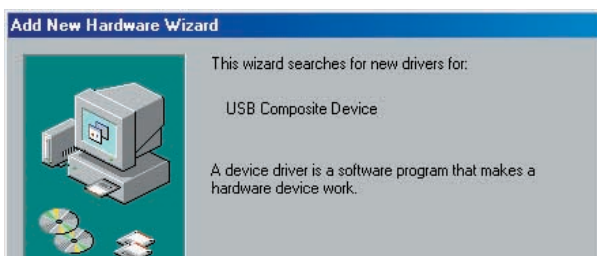 Add New Hardware Wizard
This wizard searches for new drivers for:
USB Composite Device
A device driver is a software program that makes a
hardware device work.